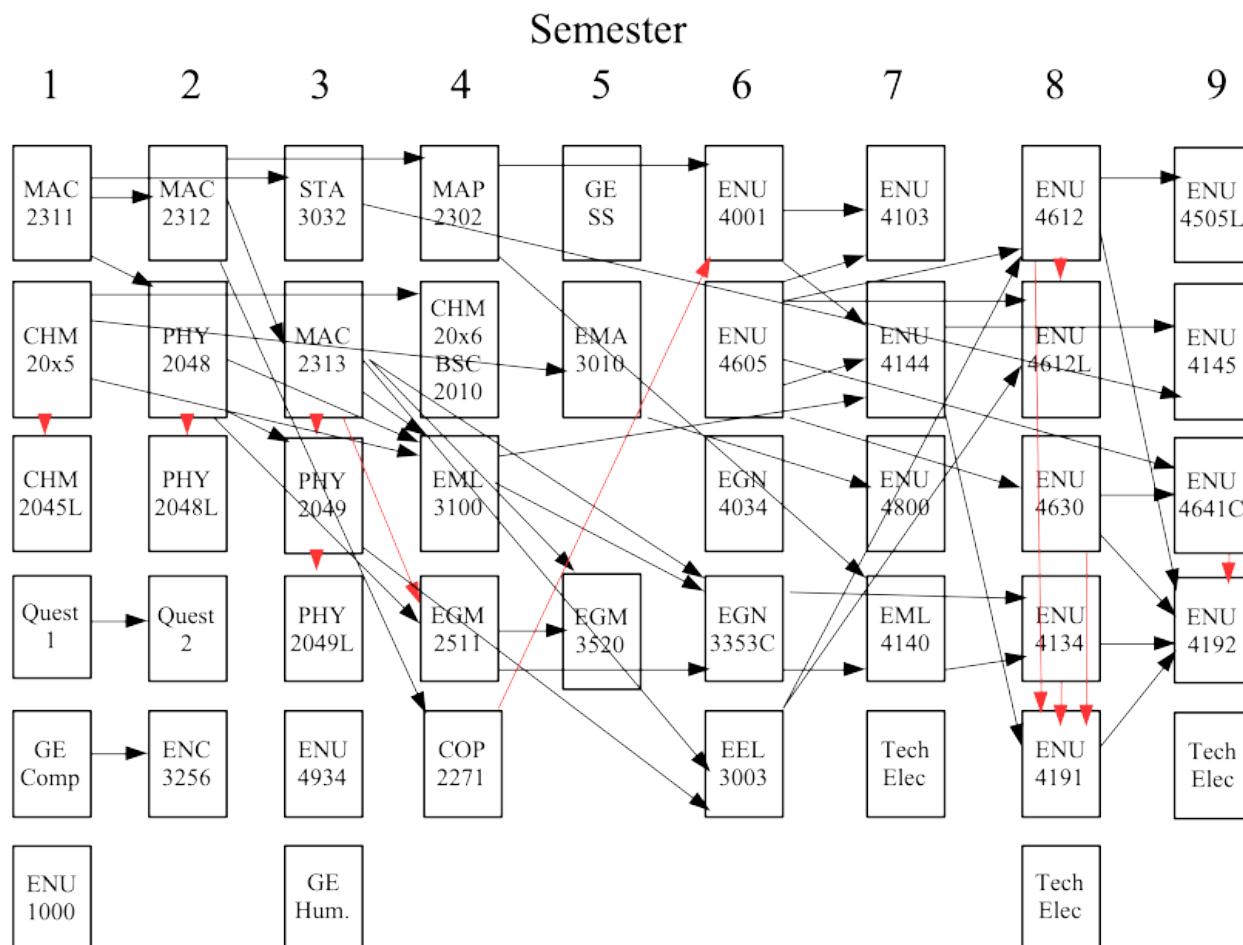 Semester
1 2 3 4 5 6 7 8 9
MAC
2311
MAC
2312
STA
3032
MAP
2302
GE
SS
ENU
4001
ENU
4103
ENU
4612
ENU
4505L
CHM
20x5
PHY
2048
MAC
2313
CHM
20x6
BSC
2010
EMA
3010
ENU
4605
ENU
4144
ENU
4612L
ENU
4145
CHM
2045L
PHY
2048L
PHY
2049
EML
3100
EGN
4034
ENU
4800
ENU
4630
ENU
4641C
Quest
1
Quest
2
PHY
2049L
EGM
2511
EGM
3520
EGN
3353C
EML
4140
ENU
4134
ENU
4192
GE
Comp
ENC
3256
ENU
4934
COP
2271
EEL
3003
Tech
Elec
ENU
4191
Tech
Elec
ENU
1000
GE
Hum.
Tech
Elec